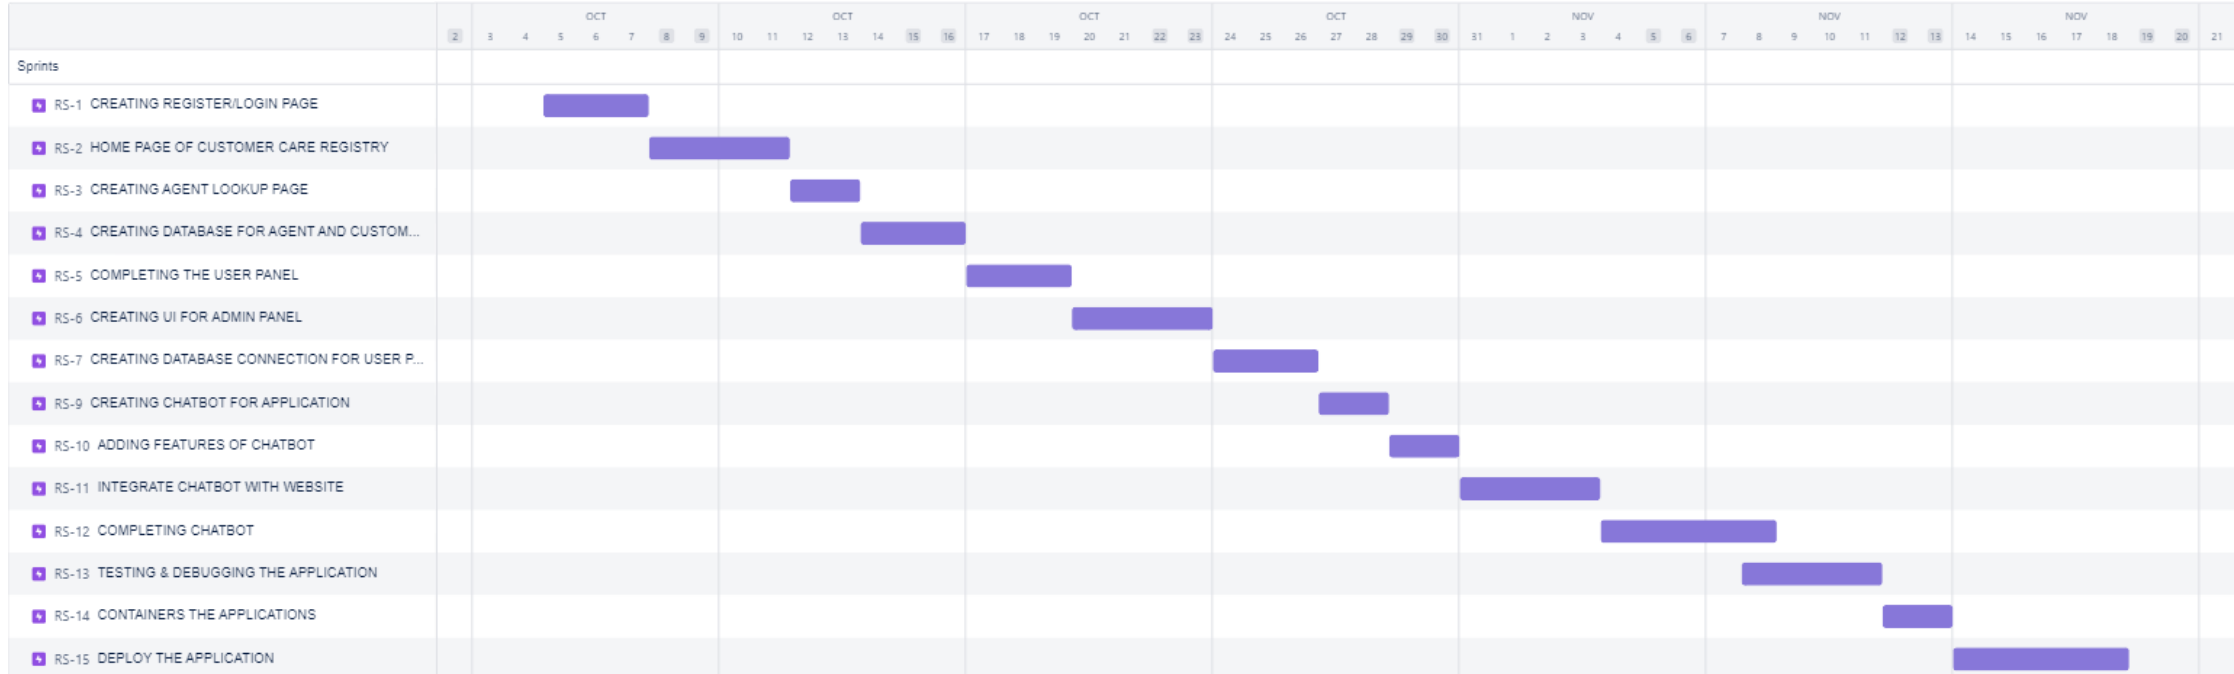 OCT OCT OCT OCT NOV NOV NOV
2 3 4 5 6 7 8 9 10 11 12 13 14 15 16 17 18 19 20 21 22 23 24 25 26 27 28 29 30 31 1 2 3 4 5 6 7 8 9 10 11 12 13 14 15 16 17 18 19 20 21
Sprints
RS-1 CREATING REGISTER/LOGIN PAGE
RS-2 HOME PAGE OF CUSTOMER CARE REGISTRY
RS-3 CREATING AGENT LOOKUP PAGE
RS-4 CREATING DATABASE FOR AGENT AND CUSTOM...
RS-5 COMPLETING THE USER PANEL
RS-6 CREATING UI FOR ADMIN PANEL
RS-7 CREATING DATABASE CONNECTION FOR USER P...
RS-9 CREATING CHATBOT FOR APPLICATION
RS-10 ADDING FEATURES OF CHATBOT
RS-11 INTEGRATE CHATBOT WITH WEBSITE
RS-12 COMPLETING CHATBOT
RS-13 TESTING & DEBUGGING THE APPLICATION
RS-14 CONTAINERS THE APPLICATIONS
RS-15 DEPLOY THE APPLICATION